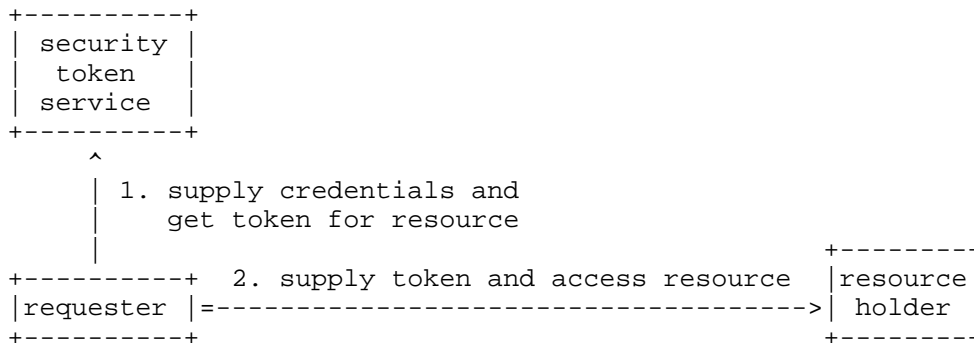 security
token
service
1. supply credentials and
get token for resource
2. supply token and access resource
resource
requester
holder